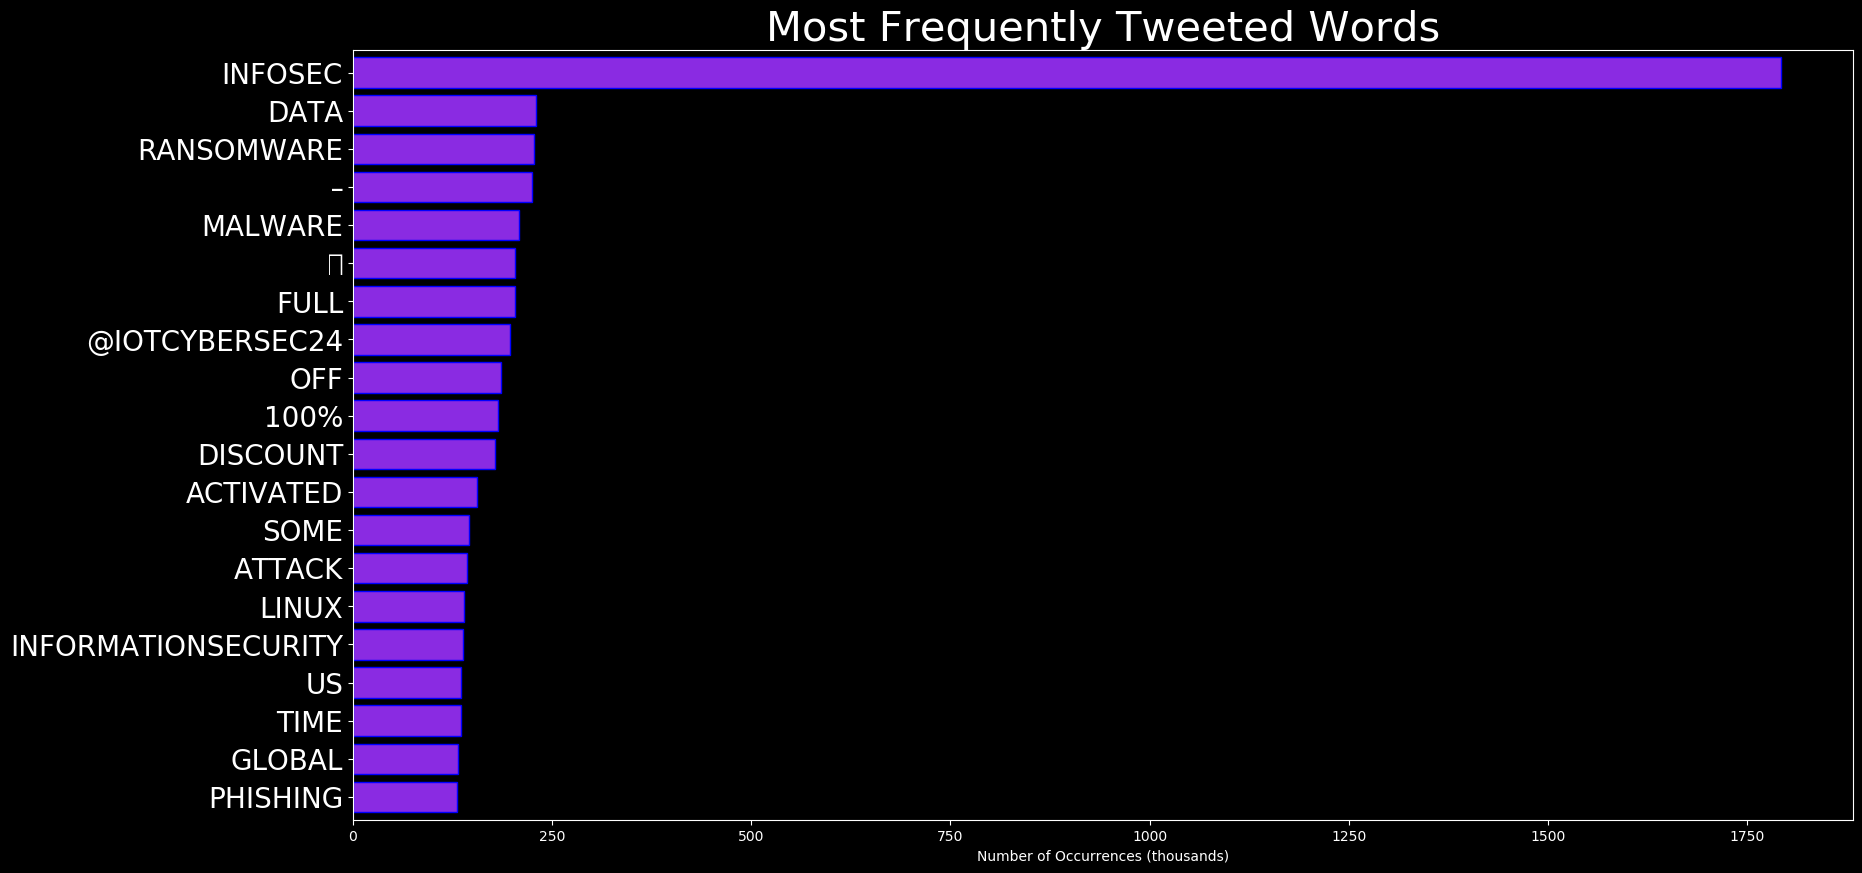 Most Frequently Tweeted Words
INFOSEC
DATA
RANSOMWARE
–
MALWARE
FULL
@IOTCYBERSEC24
OFF
100%
DISCOUNT
ACTIVATED
SOME
ATTACK
LINUX
INFORMATIONSECURITY
US
TIME
GLOBAL
PHISHING
0 250 500 750 1000 1250 1500 1750
Number of Occurrences (thousands)